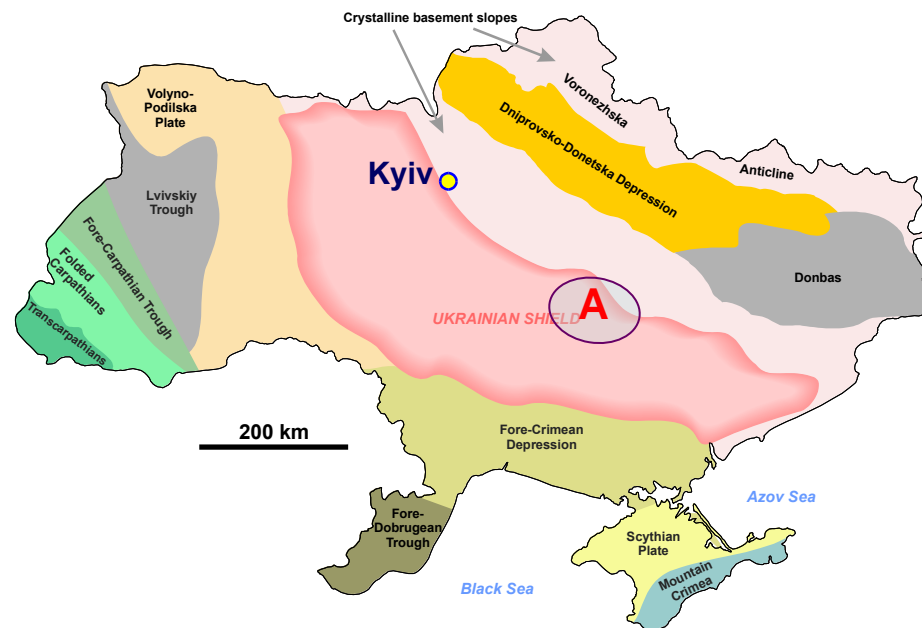 Crystalline basement slopes
Volyno-
Podilska
Plate
Voronezhska
Dniprovsko-Donetska Depression
Anticline
Kyiv
Lvivskiy
Trough
Fore-Carpathian Trough
Folded
Carpathians
Transcarpathians
Donbas
A
UKRAINIAN SHIELD
200 km
Fore-Crimean
Depression
Azov Sea
Fore-
Dobrugean
Trough
Scythian
Plate
Mountain
Crimea
Black Sea